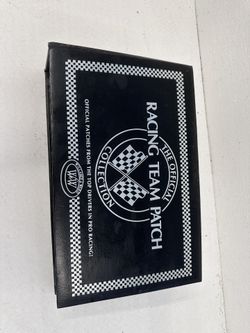 THE OFFICIAL
RACING TEAM PATCH
COLLECTION
OFFICIAL PATCHES FROM THE TOP DRIVERS IN PRO RACING!